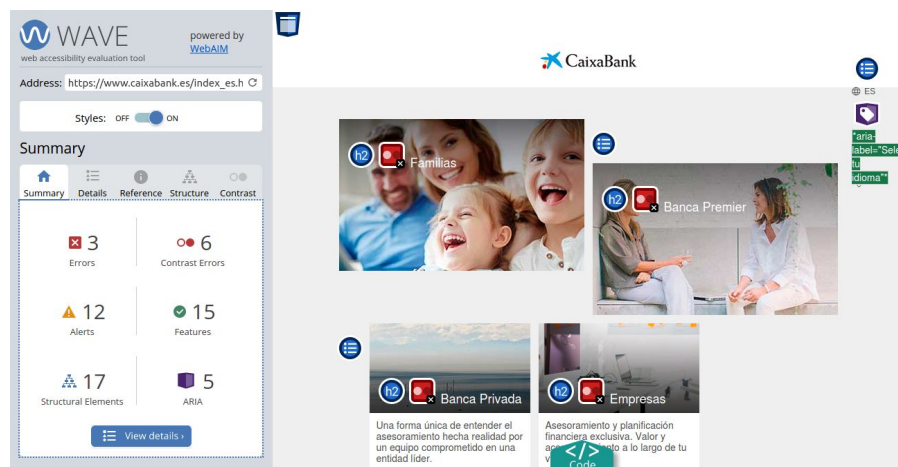 WAVE
web accessibility evaluation tool
powered by
WebAIM
Address: https://www.caixabank.es/index_es.h
Styles: OFF ON
Summary
Summary Details Reference Structure Contrast
3
Errors
6
Contrast Errors
12
Alerts
15
Features
17
Structural Elements
5
ARIA
View details ›
CaixaBank
ES
*aria-
label="Sele
tu
idioma"*
h2 Familias
h2 Banca Premier
h2 Banca Privada
Una forma única de entender el
asesoramiento hecha realidad por
un equipo comprometido en una
entidad líder.
h2 Empresas
Asesoramiento y planificación
financiera exclusiva. Valor y
a lo largo de tu
</> Code